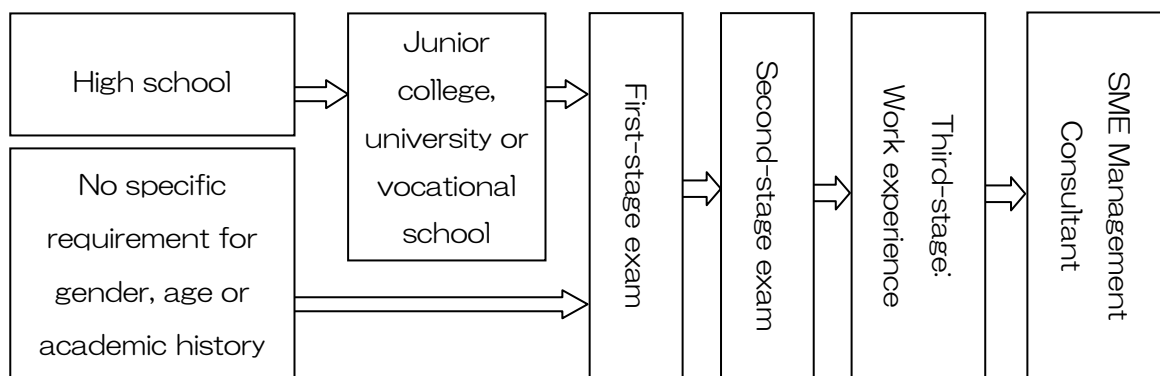 High school
No specific
requirement for
gender, age or
academic history
Junior
college,
university or
vocational
school
First-stage exam
Second-stage exam
Third-stage:
Work experience
SME Management
Consultant